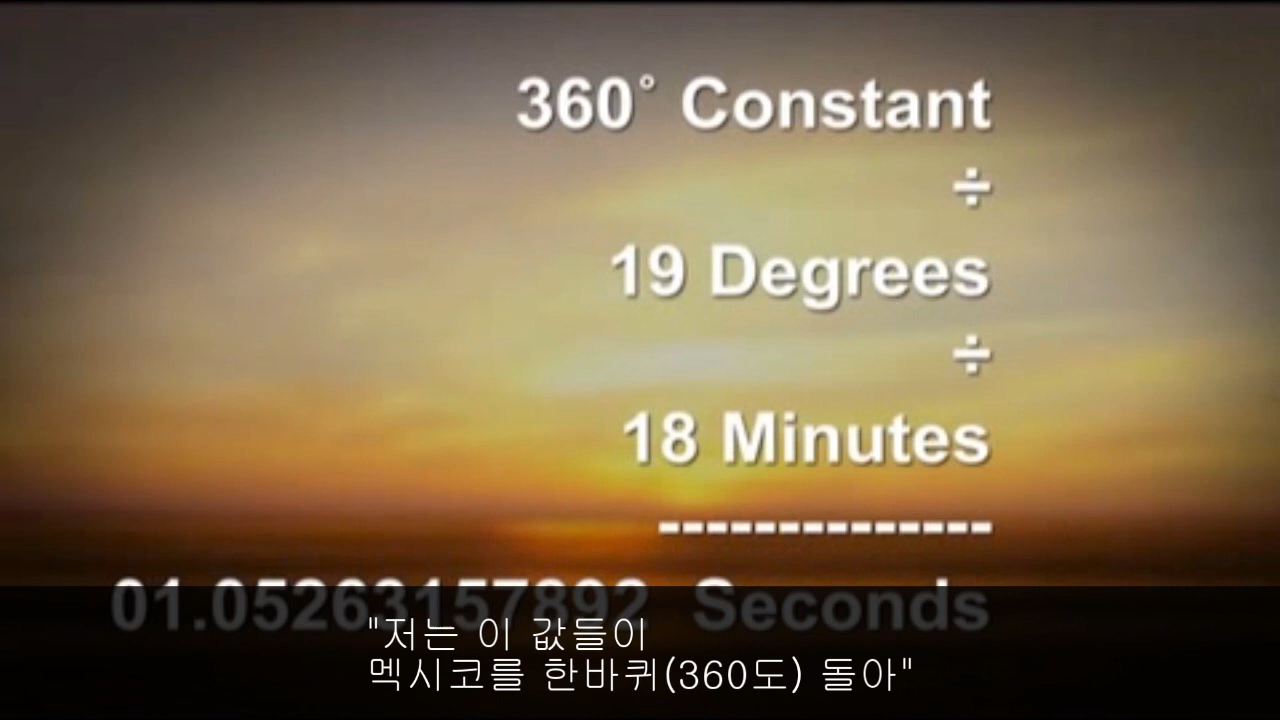 360° Constant
÷
19 Degrees
÷
18 Minutes
--------------
01.05263157892 Seconds
"저는 이 값들이
멕시코를 한바퀴(360도) 돌아"